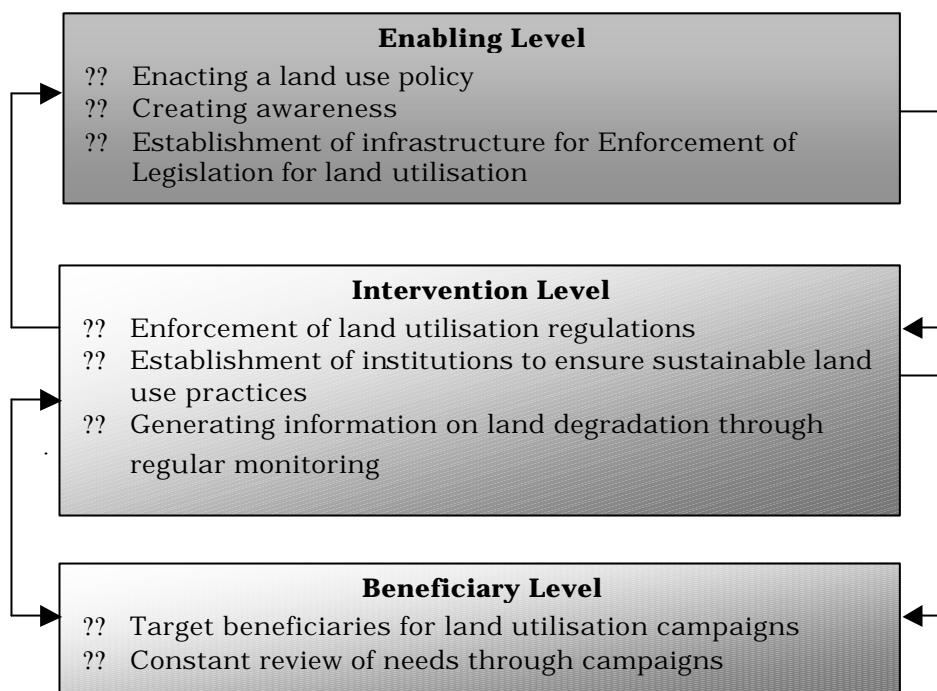 Enabling Level
?? Enacting a land use policy
?? Creating awareness
?? Establishment of infrastructure for Enforcement of
Legislation for land utilisation
Intervention Level
?? Enforcement of land utilisation regulations
?? Establishment of institutions to ensure sustainable land
use practices
?? Generating information on land degradation through
regular monitoring
.
Beneficiary Level
?? Target beneficiaries for land utilisation campaigns
?? Constant review of needs through campaigns